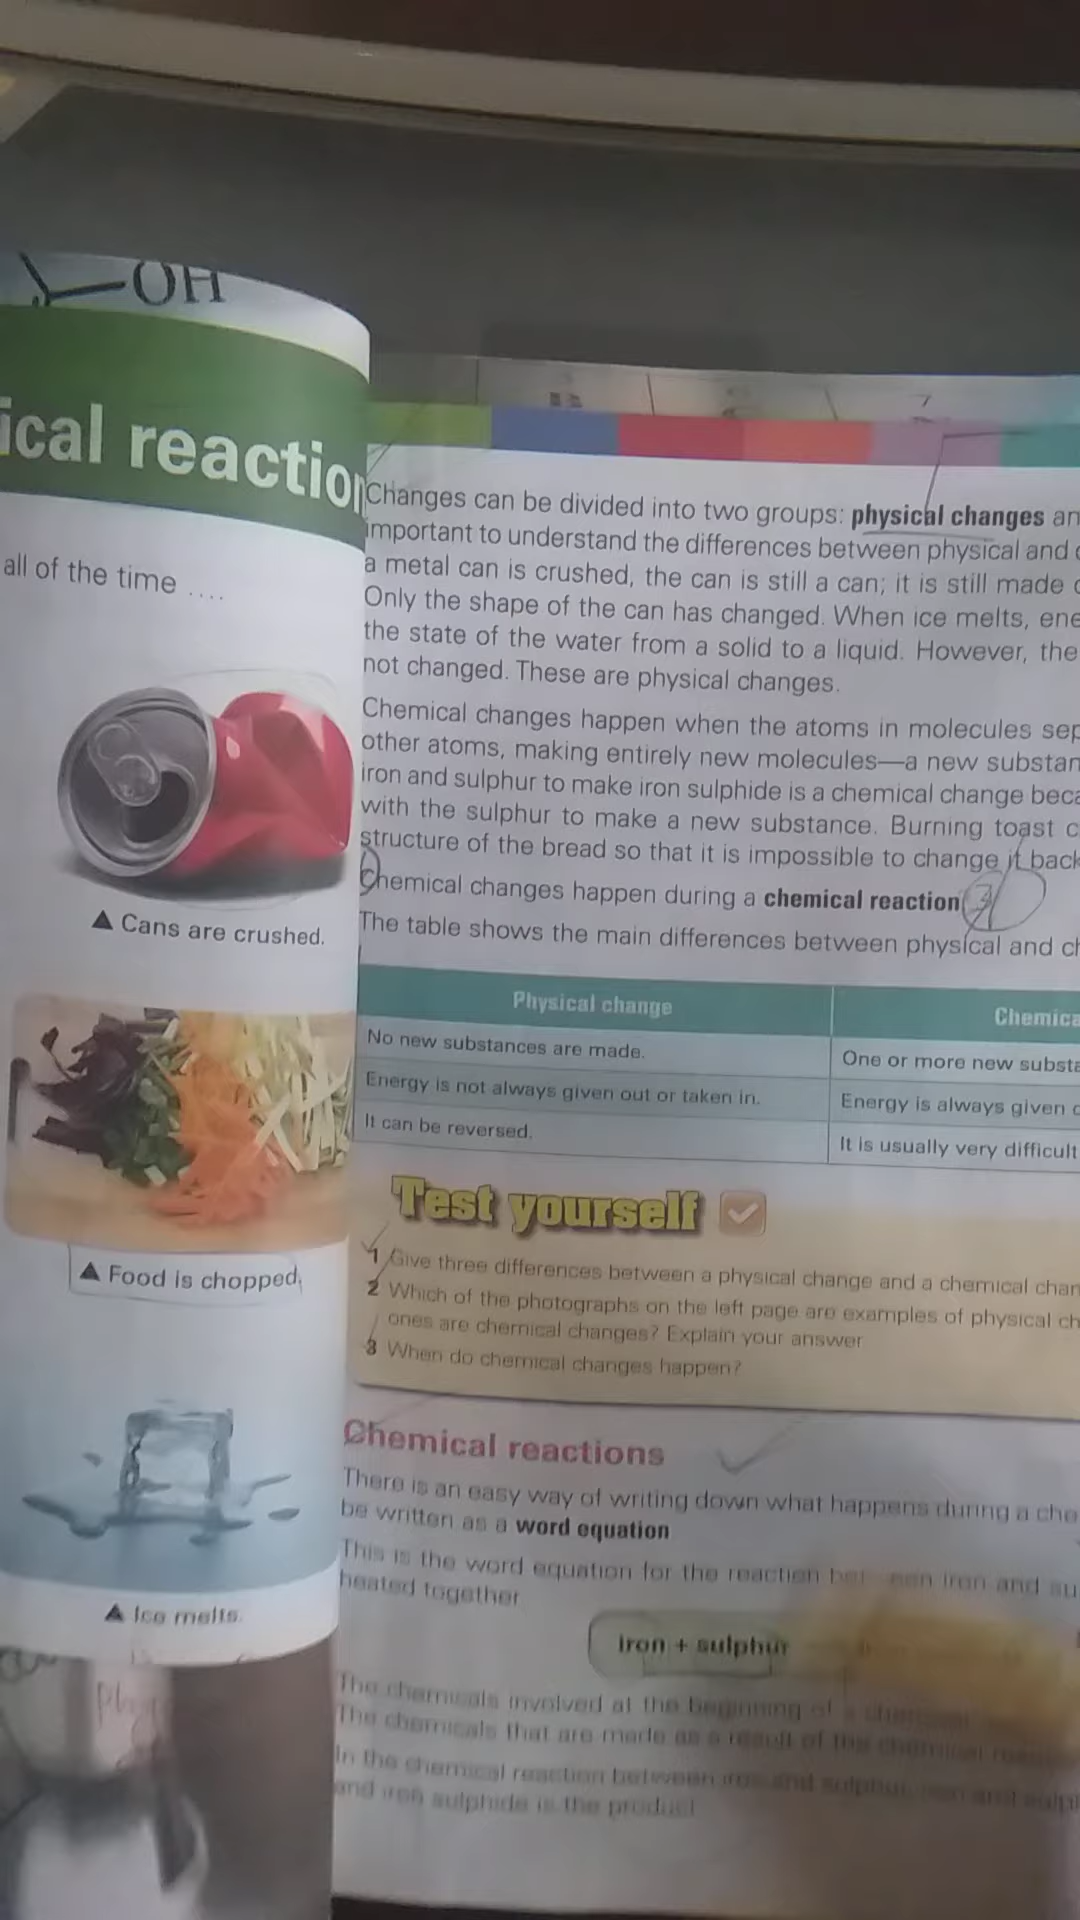 OH
ical reaction
all of the time ....
▲ Cans are crushed.
▲ Food is chopped.
▲ Ice melts.
Changes can be divided into two groups: physical changes an
important to understand the differences between physical and c
a metal can is crushed, the can is still a can; it is still made o
Only the shape of the can has changed. When ice melts, ene
the state of the water from a solid to a liquid. However, the
not changed. These are physical changes.
Chemical changes happen when the atoms in molecules sep
other atoms, making entirely new molecules—a new substan
iron and sulphur to make iron sulphide is a chemical change beca
with the sulphur to make a new substance. Burning toast c
structure of the bread so that it is impossible to change it back
Chemical changes happen during a chemical reaction
The table shows the main differences between physical and ch
Physical change
Chemica
No new substances are made.
One or more new substa
Energy is not always given out or taken in.
Energy is always given o
It can be reversed.
It is usually very difficult
Test yourself
1 Give three differences between a physical change and a chemical chan
2 Which of the photographs on the left page are examples of physical ch
ones are chemical changes? Explain your answer
3 When do chemical changes happen?
Chemical reactions
There is an easy way of writing down what happens during a che
be written as a word equation
This is the word equation for the reaction between iron and su
heated together
iron + sulphur
The chemicals involved at the beginning of a chemical
The chemicals that are made as a result of the chemical
In the chemical reaction between iron and sulphur, iron and sulp
and iron sulphide is the product